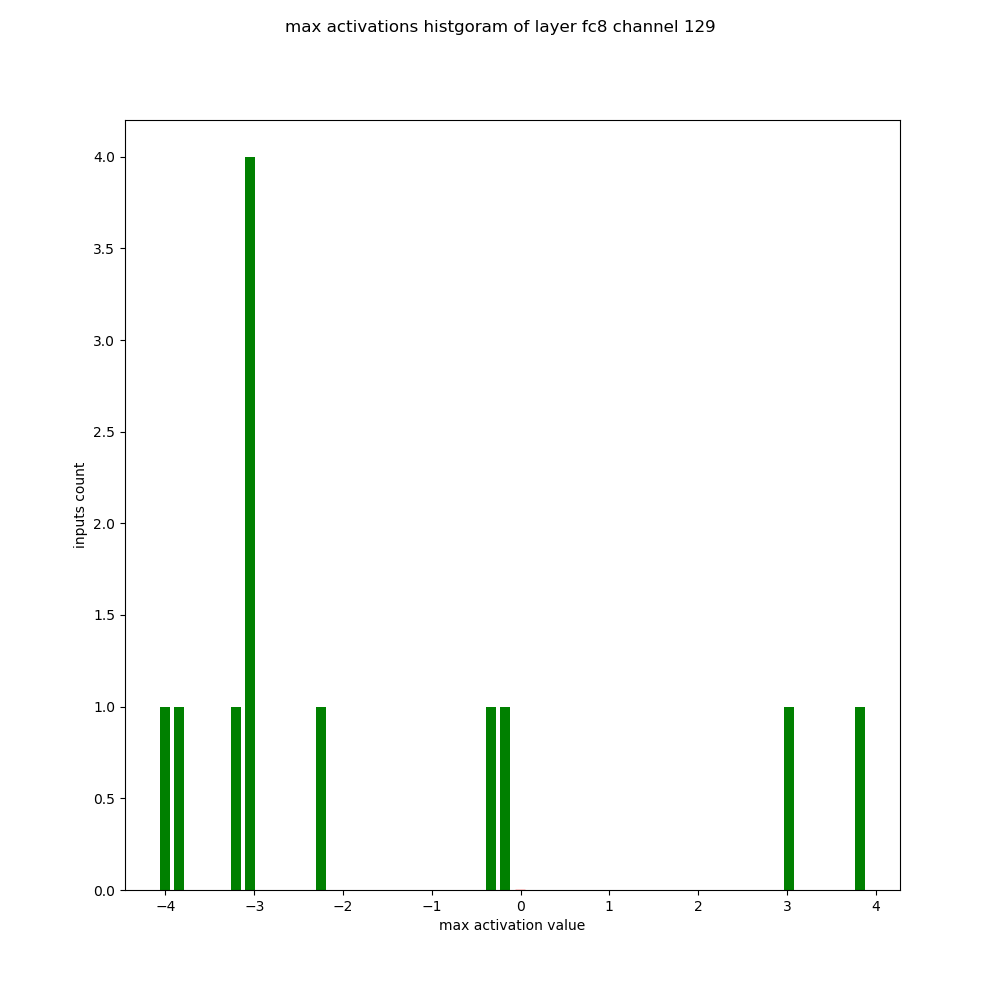 max activations histgoram of layer fc8 channel 129
4.0
3.5
3.0
2.5
2.0
1.5
1.0
0.5
0.0
inputs count
−4 −3 −2 −1 0 1 2 3 4
max activation value